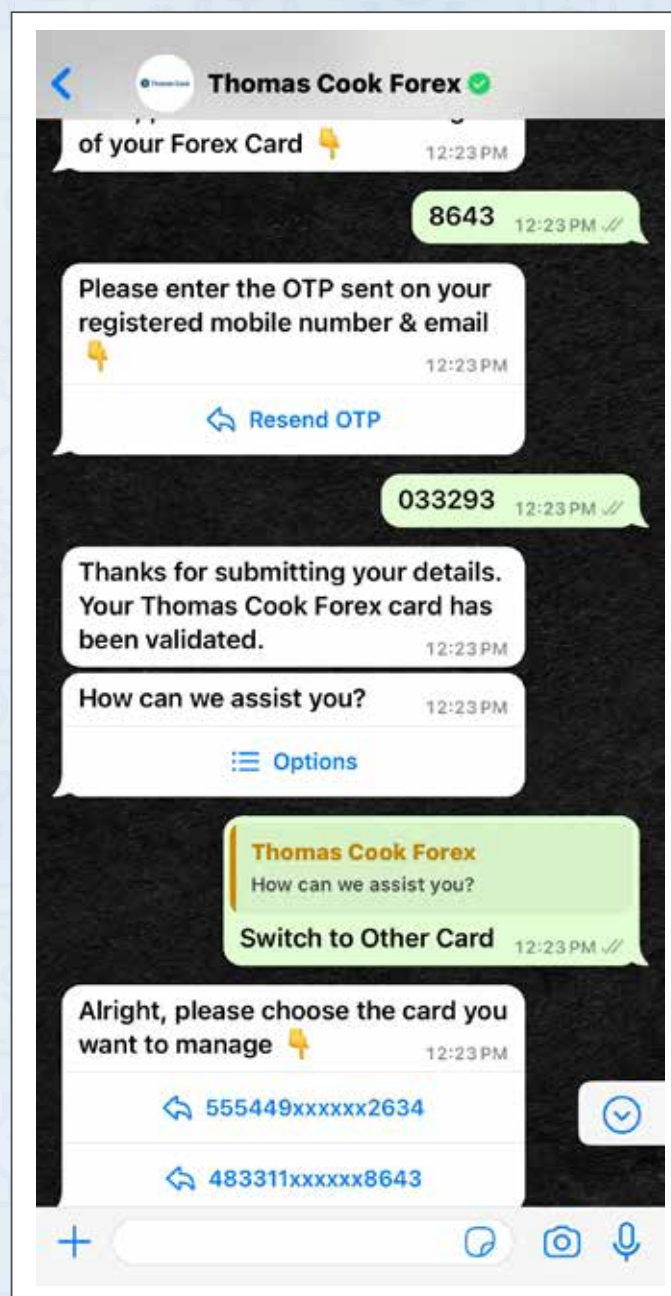 Thomas Cook Forex
of your Forex Card 👇 12:23 PM
8643 12:23 PM
Please enter the OTP sent on your
registered mobile number & email
👇 12:23 PM
Resend OTP
033293 12:23 PM
Thanks for submitting your details.
Your Thomas Cook Forex card has
been validated. 12:23 PM
How can we assist you? 12:23 PM
Options
Thomas Cook Forex
How can we assist you?
Switch to Other Card 12:23 PM
Alright, please choose the card you
want to manage 👇 12:23 PM
555449xxxxxx2634
483311xxxxxx8643